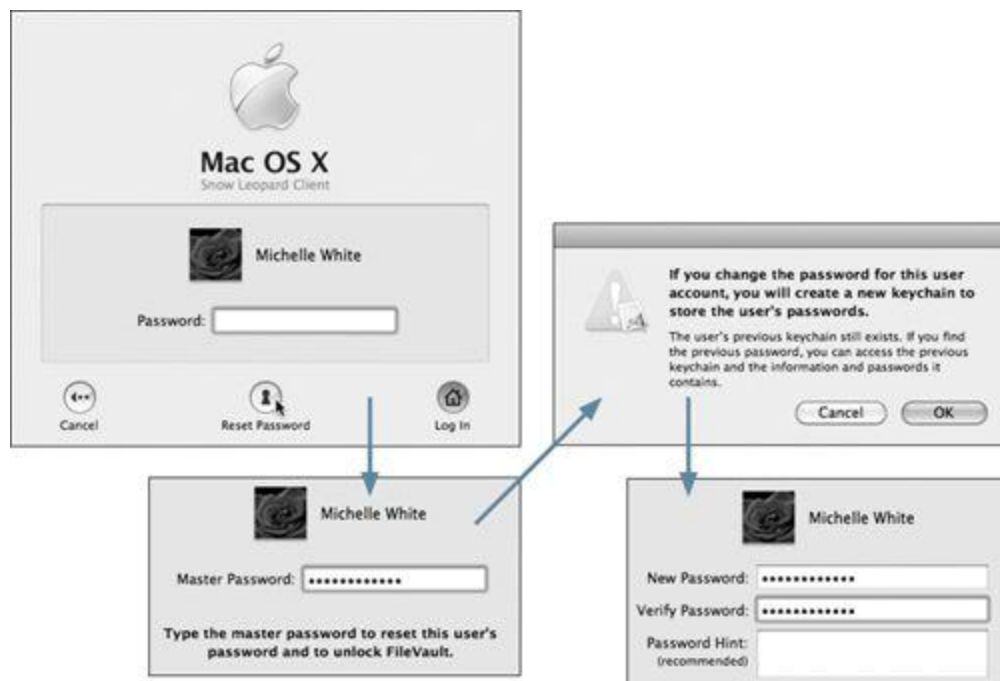 Mac OS X
Snow Leopard Client
Michelle White
Password:
Cancel
Reset Password
Log In
Michelle White
Master Password: ••••••••••••
Type the master password to reset this user's
password and to unlock FileVault.
If you change the password for this user
account, you will create a new keychain to
store the user's passwords.
The user's previous keychain still exists. If you find
the previous password, you can access the previous
keychain and the information and passwords it
contains.
Cancel
OK
Michelle White
New Password: ••••••••••••
Verify Password: ••••••••••••
Password Hint:
(recommended)